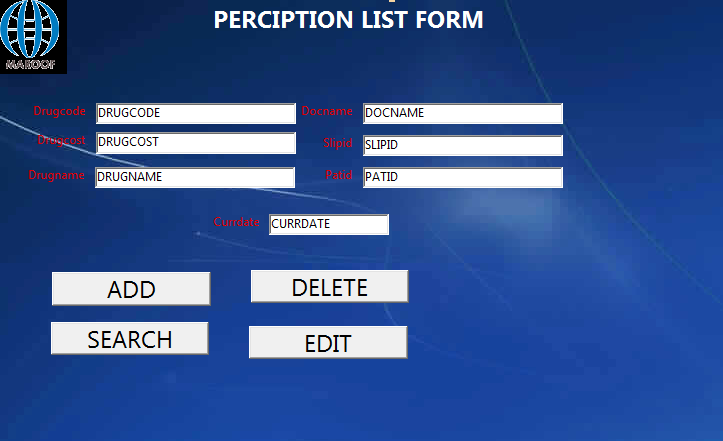 PERCIPTION LIST FORM
MAROOF
Drugcode DRUGCODE Docname DOCNAME
Drugcost DRUGCOST Slipid SLIPID
Drugname DRUGNAME Patid PATID
Currdate CURRDATE
ADD DELETE
SEARCH EDIT